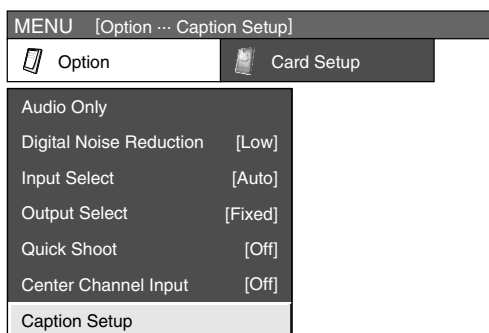 MENU [Option ··· Caption Setup]
Option Card Setup
Audio Only
Digital Noise Reduction [Low]
Input Select [Auto]
Output Select [Fixed]
Quick Shoot [Off]
Center Channel Input [Off]
Caption Setup